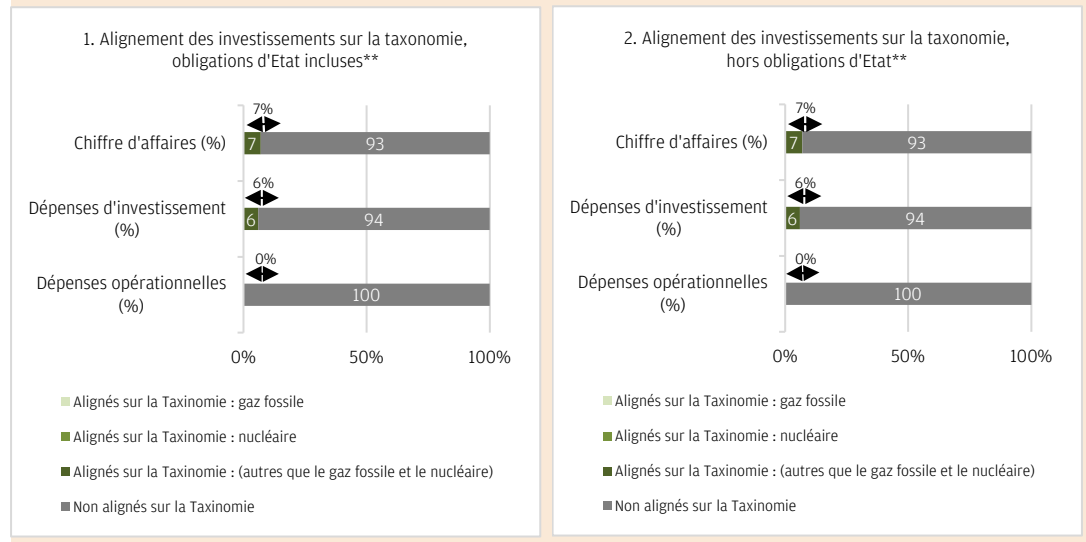 1. Alignement des investissements sur la taxonomie,
obligations d'Etat incluses**
7%
Chiffre d'affaires (%)
7
93
6%
Dépenses d'investissement
(%)
6
94
0%
Dépenses opérationnelles
(%)
100
0%
50%
100%
Alignés sur la Taxinomie : gaz fossile
Alignés sur la Taxinomie : nucléaire
Alignés sur la Taxinomie : (autres que le gaz fossile et le nucléaire)
Non alignés sur la Taxinomie
2. Alignement des investissements sur la taxonomie,
hors obligations d'Etat**
7%
Chiffre d'affaires (%)
7
93
6%
Dépenses d'investissement
(%)
6
94
0%
Dépenses opérationnelles
(%)
100
0%
50%
100%
Alignés sur la Taxinomie : gaz fossile
Alignés sur la Taxinomie : nucléaire
Alignés sur la Taxinomie : (autres que le gaz fossile et le nucléaire)
Non alignés sur la Taxinomie